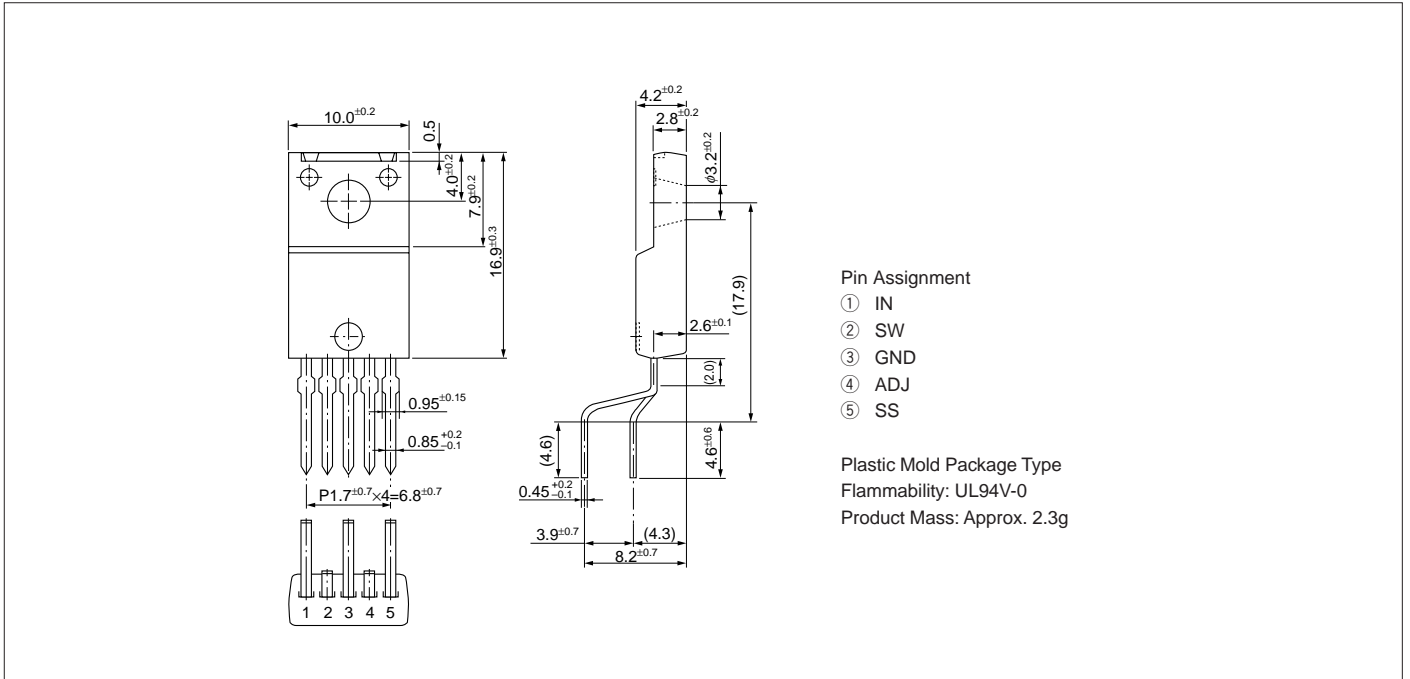 10.0±0.2
0.5
4.0±0.2
7.9±0.2
16.9±0.3
0.95±0.15
0.85+0.2−0.1
P1.7±0.7×4=6.8±0.7
1 2 3 4 5
4.2±0.2
2.8±0.2
φ3.2±0.2
(17.9)
2.6±0.1
(2.0)
(4.6)
4.6±0.6
0.45+0.2−0.1
3.9±0.7
(4.3)
8.2±0.7
Pin Assignment
① IN
② SW
③ GND
④ ADJ
⑤ SS
Plastic Mold Package Type
Flammability: UL94V-0
Product Mass: Approx. 2.3g